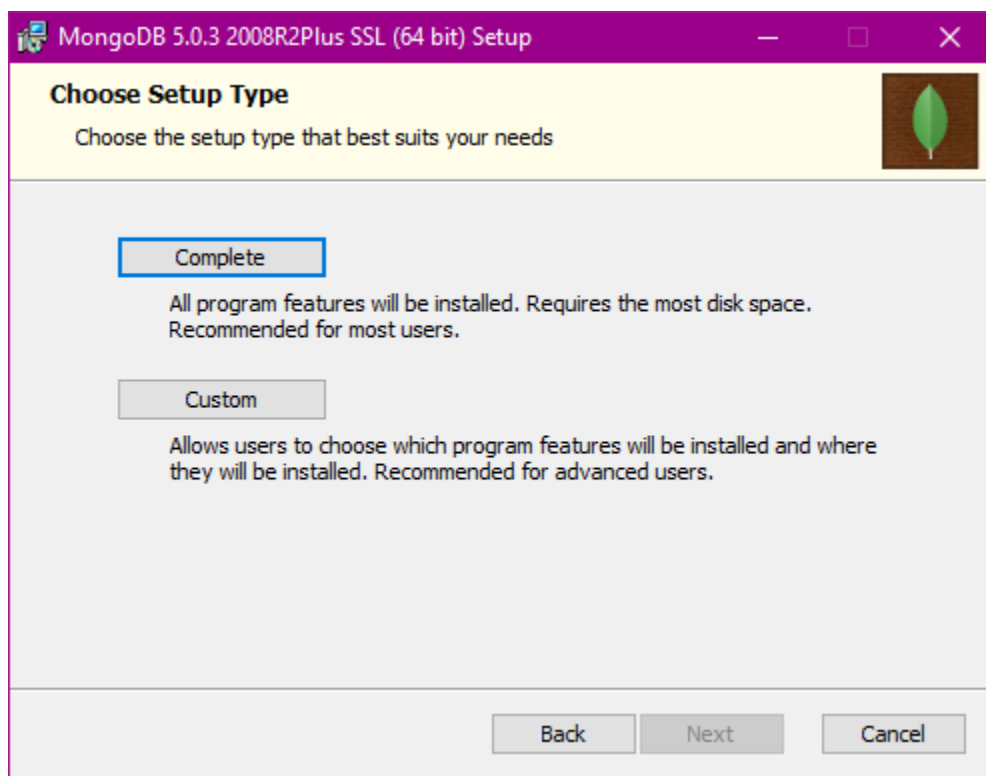 MongoDB 5.0.3 2008R2Plus SSL (64 bit) Setup
Choose Setup Type
Choose the setup type that best suits your needs
Complete
All program features will be installed. Requires the most disk space.
Recommended for most users.
Custom
Allows users to choose which program features will be installed and where
they will be installed. Recommended for advanced users.
Back Next Cancel